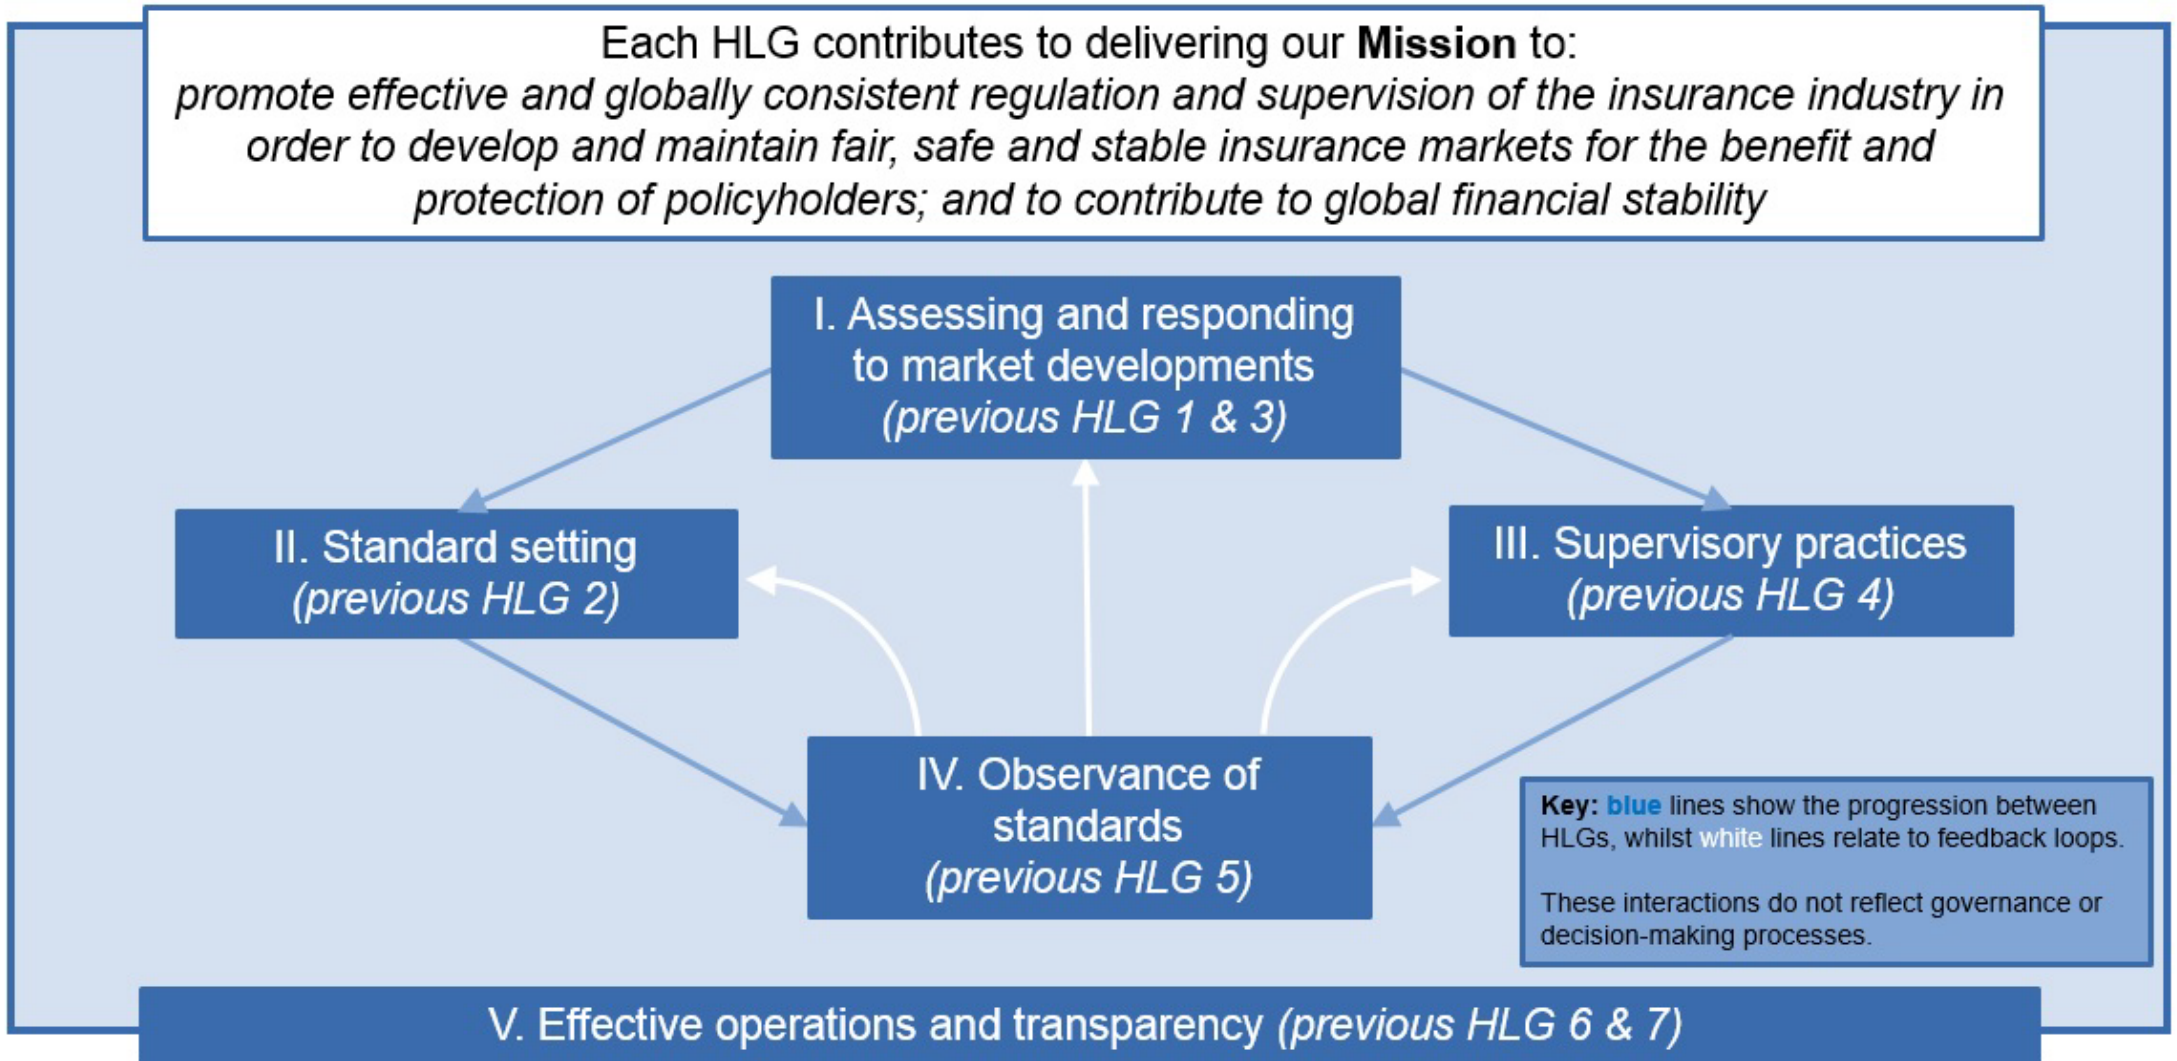 Each HLG contributes to delivering our Mission to:
promote effective and globally consistent regulation and supervision of the insurance industry in
order to develop and maintain fair, safe and stable insurance markets for the benefit and
protection of policyholders; and to contribute to global financial stability
I. Assessing and responding
to market developments
(previous HLG 1 & 3)
II. Standard setting
(previous HLG 2)
III. Supervisory practices
(previous HLG 4)
IV. Observance of
standards
(previous HLG 5)
Key: blue lines show the progression between
HLGs, whilst white lines relate to feedback loops.
These interactions do not reflect governance or
decision-making processes.
V. Effective operations and transparency (previous HLG 6 & 7)